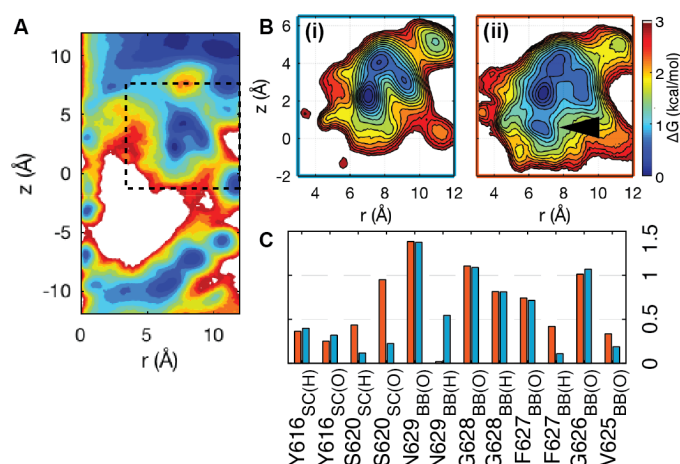 A
z (Å)
10
5
0
-5
-10
0
5
10
r (Å)
B
(i)
z (Å)
6
4
2
0
-2
4
6
8
10
12
r (Å)
(ii)
4
6
8
10
12
r (Å)
3
2
1
0
ΔG (kcal/mol)
C
1.5
1
0.5
0
Y616SC(H)
Y616SC(O)
S620SC(H)
S620SC(O)
N629BB(O)
N629BB(H)
G628BB(O)
G628BB(H)
F627BB(O)
F627BB(H)
G626BB(O)
V625BB(O)